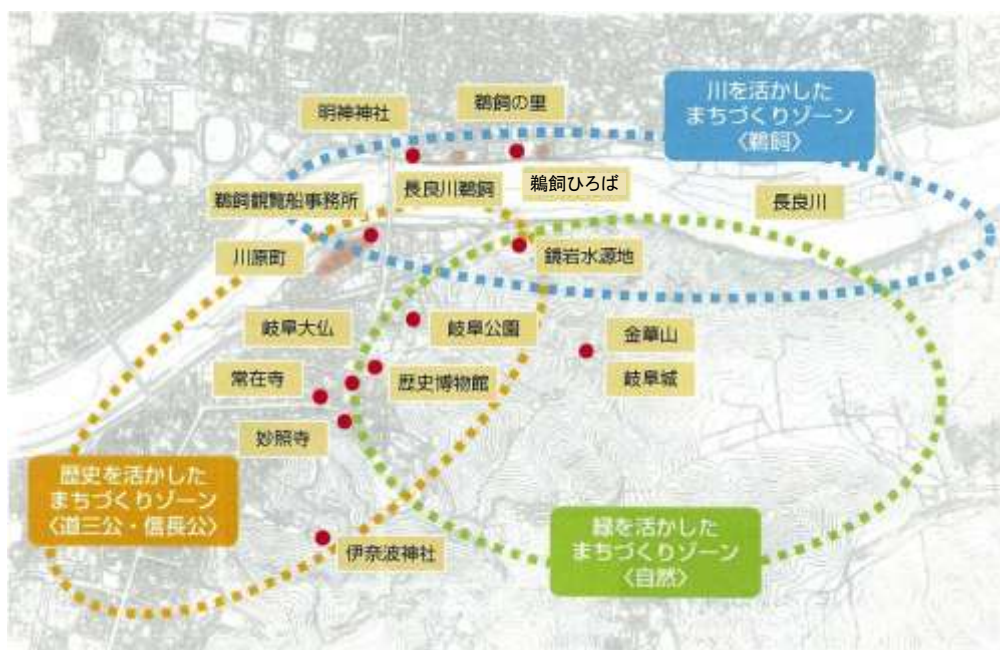 川を活かした
まちづくりゾーン
〈鵜飼〉
鵜飼の里
明神神社
長良川鵜飼
鵜飼ひろば
鵜飼観覧船事務所
長良川
川原町
鏡岩水源地
岐阜大仏
岐阜公園
金華山
岐阜城
常在寺
歴史博物館
妙照寺
歴史を活かした
まちづくりゾーン
〈道三公・信長公〉
伊奈波神社
緑を活かした
まちづくりゾーン
〈自然〉